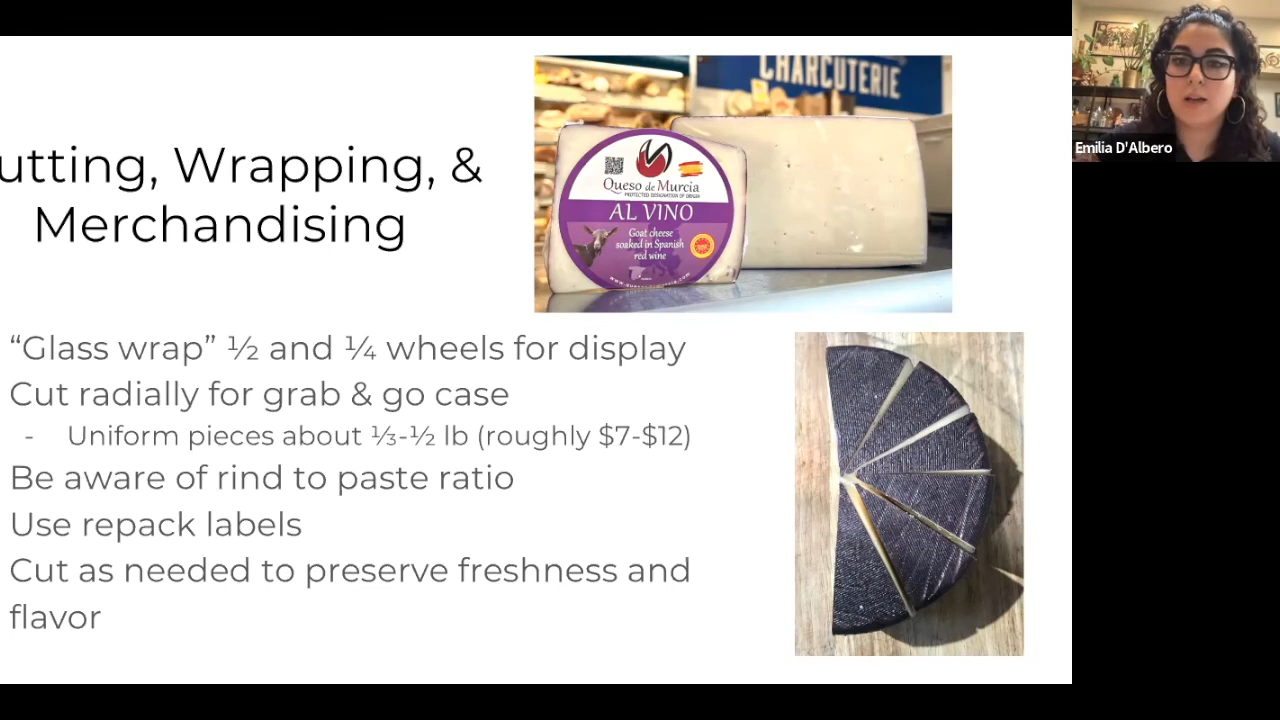 utting, Wrapping, &
Merchandising
CHARCUTERIE
Queso de Murcia
PROTECTED DESIGNATION OF ORIGIN
AL VINO
Goat cheese
soaked in Spanish
red wine
“Glass wrap” ½ and ¼ wheels for display
Cut radially for grab & go case
- Uniform pieces about ⅓-½ lb (roughly $7-$12)
Be aware of rind to paste ratio
Use repack labels
Cut as needed to preserve freshness and
flavor
Emilia D'Albero